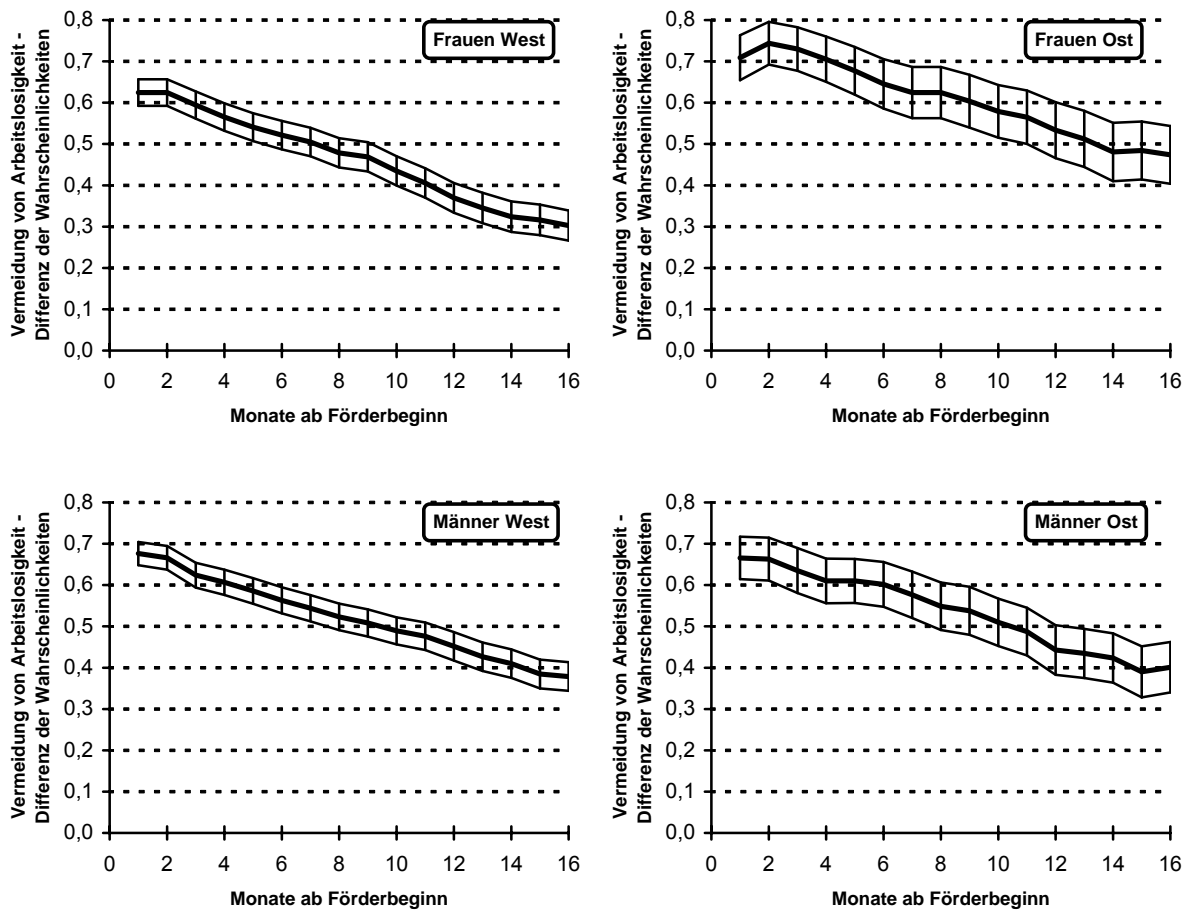 Frauen West
Vermeidung von Arbeitslosigkeit -
Differenz der Wahrscheinlichkeiten
0,8
0,7
0,6
0,5
0,4
0,3
0,2
0,1
0,0
0 2 4 6 8 10 12 14 16
Monate ab Förderbeginn
Frauen Ost
Vermeidung von Arbeitslosigkeit -
Differenz der Wahrscheinlichkeiten
0,8
0,7
0,6
0,5
0,4
0,3
0,2
0,1
0,0
0 2 4 6 8 10 12 14 16
Monate ab Förderbeginn
Männer West
Vermeidung von Arbeitslosigkeit -
Differenz der Wahrscheinlichkeiten
0,8
0,7
0,6
0,5
0,4
0,3
0,2
0,1
0,0
0 2 4 6 8 10 12 14 16
Monate ab Förderbeginn
Männer Ost
Vermeidung von Arbeitslosigkeit -
Differenz der Wahrscheinlichkeiten
0,8
0,7
0,6
0,5
0,4
0,3
0,2
0,1
0,0
0 2 4 6 8 10 12 14 16
Monate ab Förderbeginn